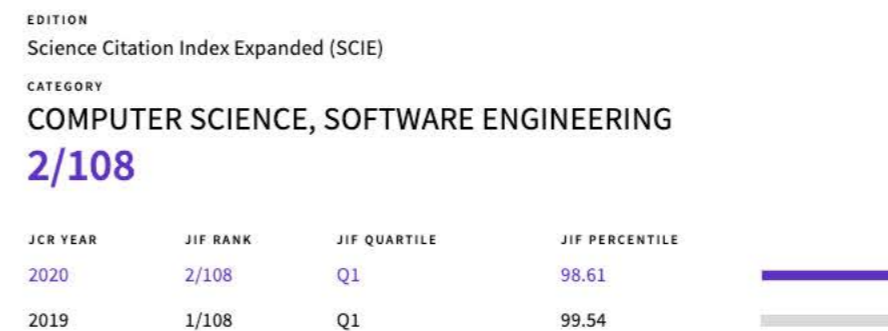 EDITION
Science Citation Index Expanded (SCIE)
CATEGORY
COMPUTER SCIENCE, SOFTWARE ENGINEERING
2/108
JCR YEAR JIF RANK JIF QUARTILE JIF PERCENTILE
2020 2/108 Q1 98.61
2019 1/108 Q1 99.54